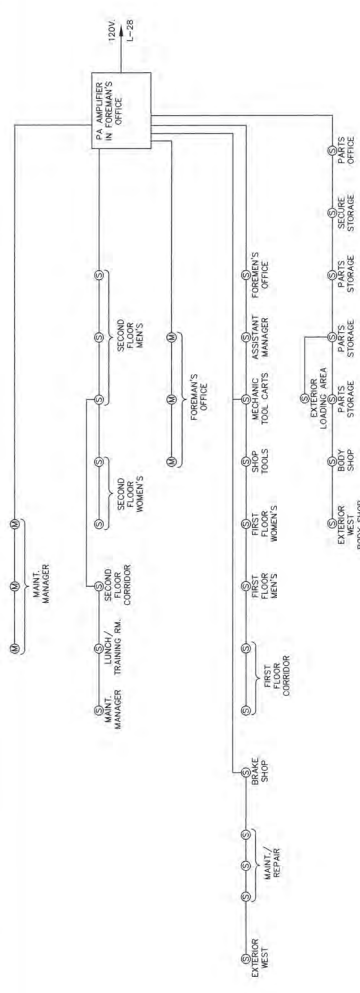 120V.
L-28
PA AMPLIFIER
IN FOREMAN'S
OFFICE
M M M
MAINT.
MANAGER
S S S S S S S S
MAINT.
MANAGER
LUNCH/
TRAINING RM.
SECOND
FLOOR
CORRIDOR
SECOND
FLOOR
WOMEN'S
SECOND
FLOOR
MEN'S
M M M
FOREMAN'S
OFFICE
S S S S S S S S S S S S S
EXTERIOR
WEST
MAINT./
REPAIR
BRAKE
SHOP
FIRST
FLOOR
CORRIDOR
FIRST
FLOOR
MEN'S
FIRST
FLOOR
WOMEN'S
SHOP
TOOLS
MECHANIC
TOOL CARTS
ASSISTANT
MANAGER
FOREMEN'S
OFFICE
S
EXTERIOR
LOADING AREA
S S S S S S S
EXTERIOR
WEST
BODY SHOP
BODY
SHOP
PARTS
STORAGE
PARTS
STORAGE
PARTS
STORAGE
SECURE
STORAGE
PARTS
OFFICE